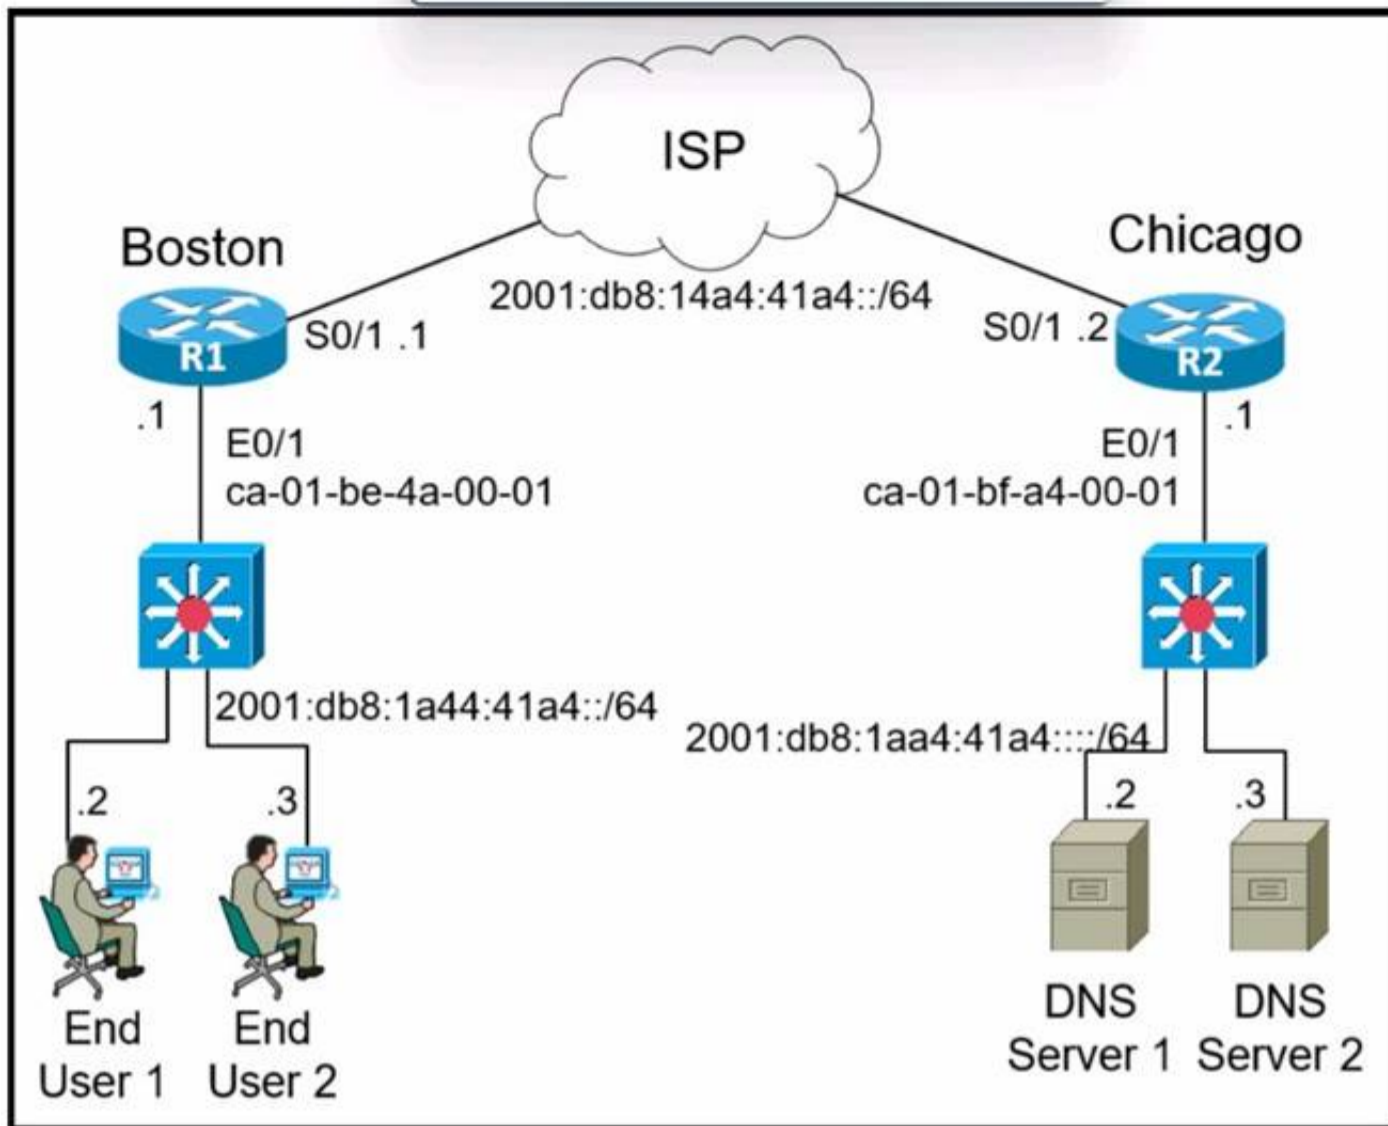 ISP
Boston
Chicago
2001:db8:14a4:41a4::/64
S0/1 .1
S0/1 .2
R1
R2
.1
.1
E0/1
E0/1
ca-01-be-4a-00-01
ca-01-bf-a4-00-01
2001:db8:1a44:41a4::/64
2001:db8:1aa4:41a4::::/64
.2
.3
.2
.3
End
User 1
End
User 2
DNS
Server 1
DNS
Server 2